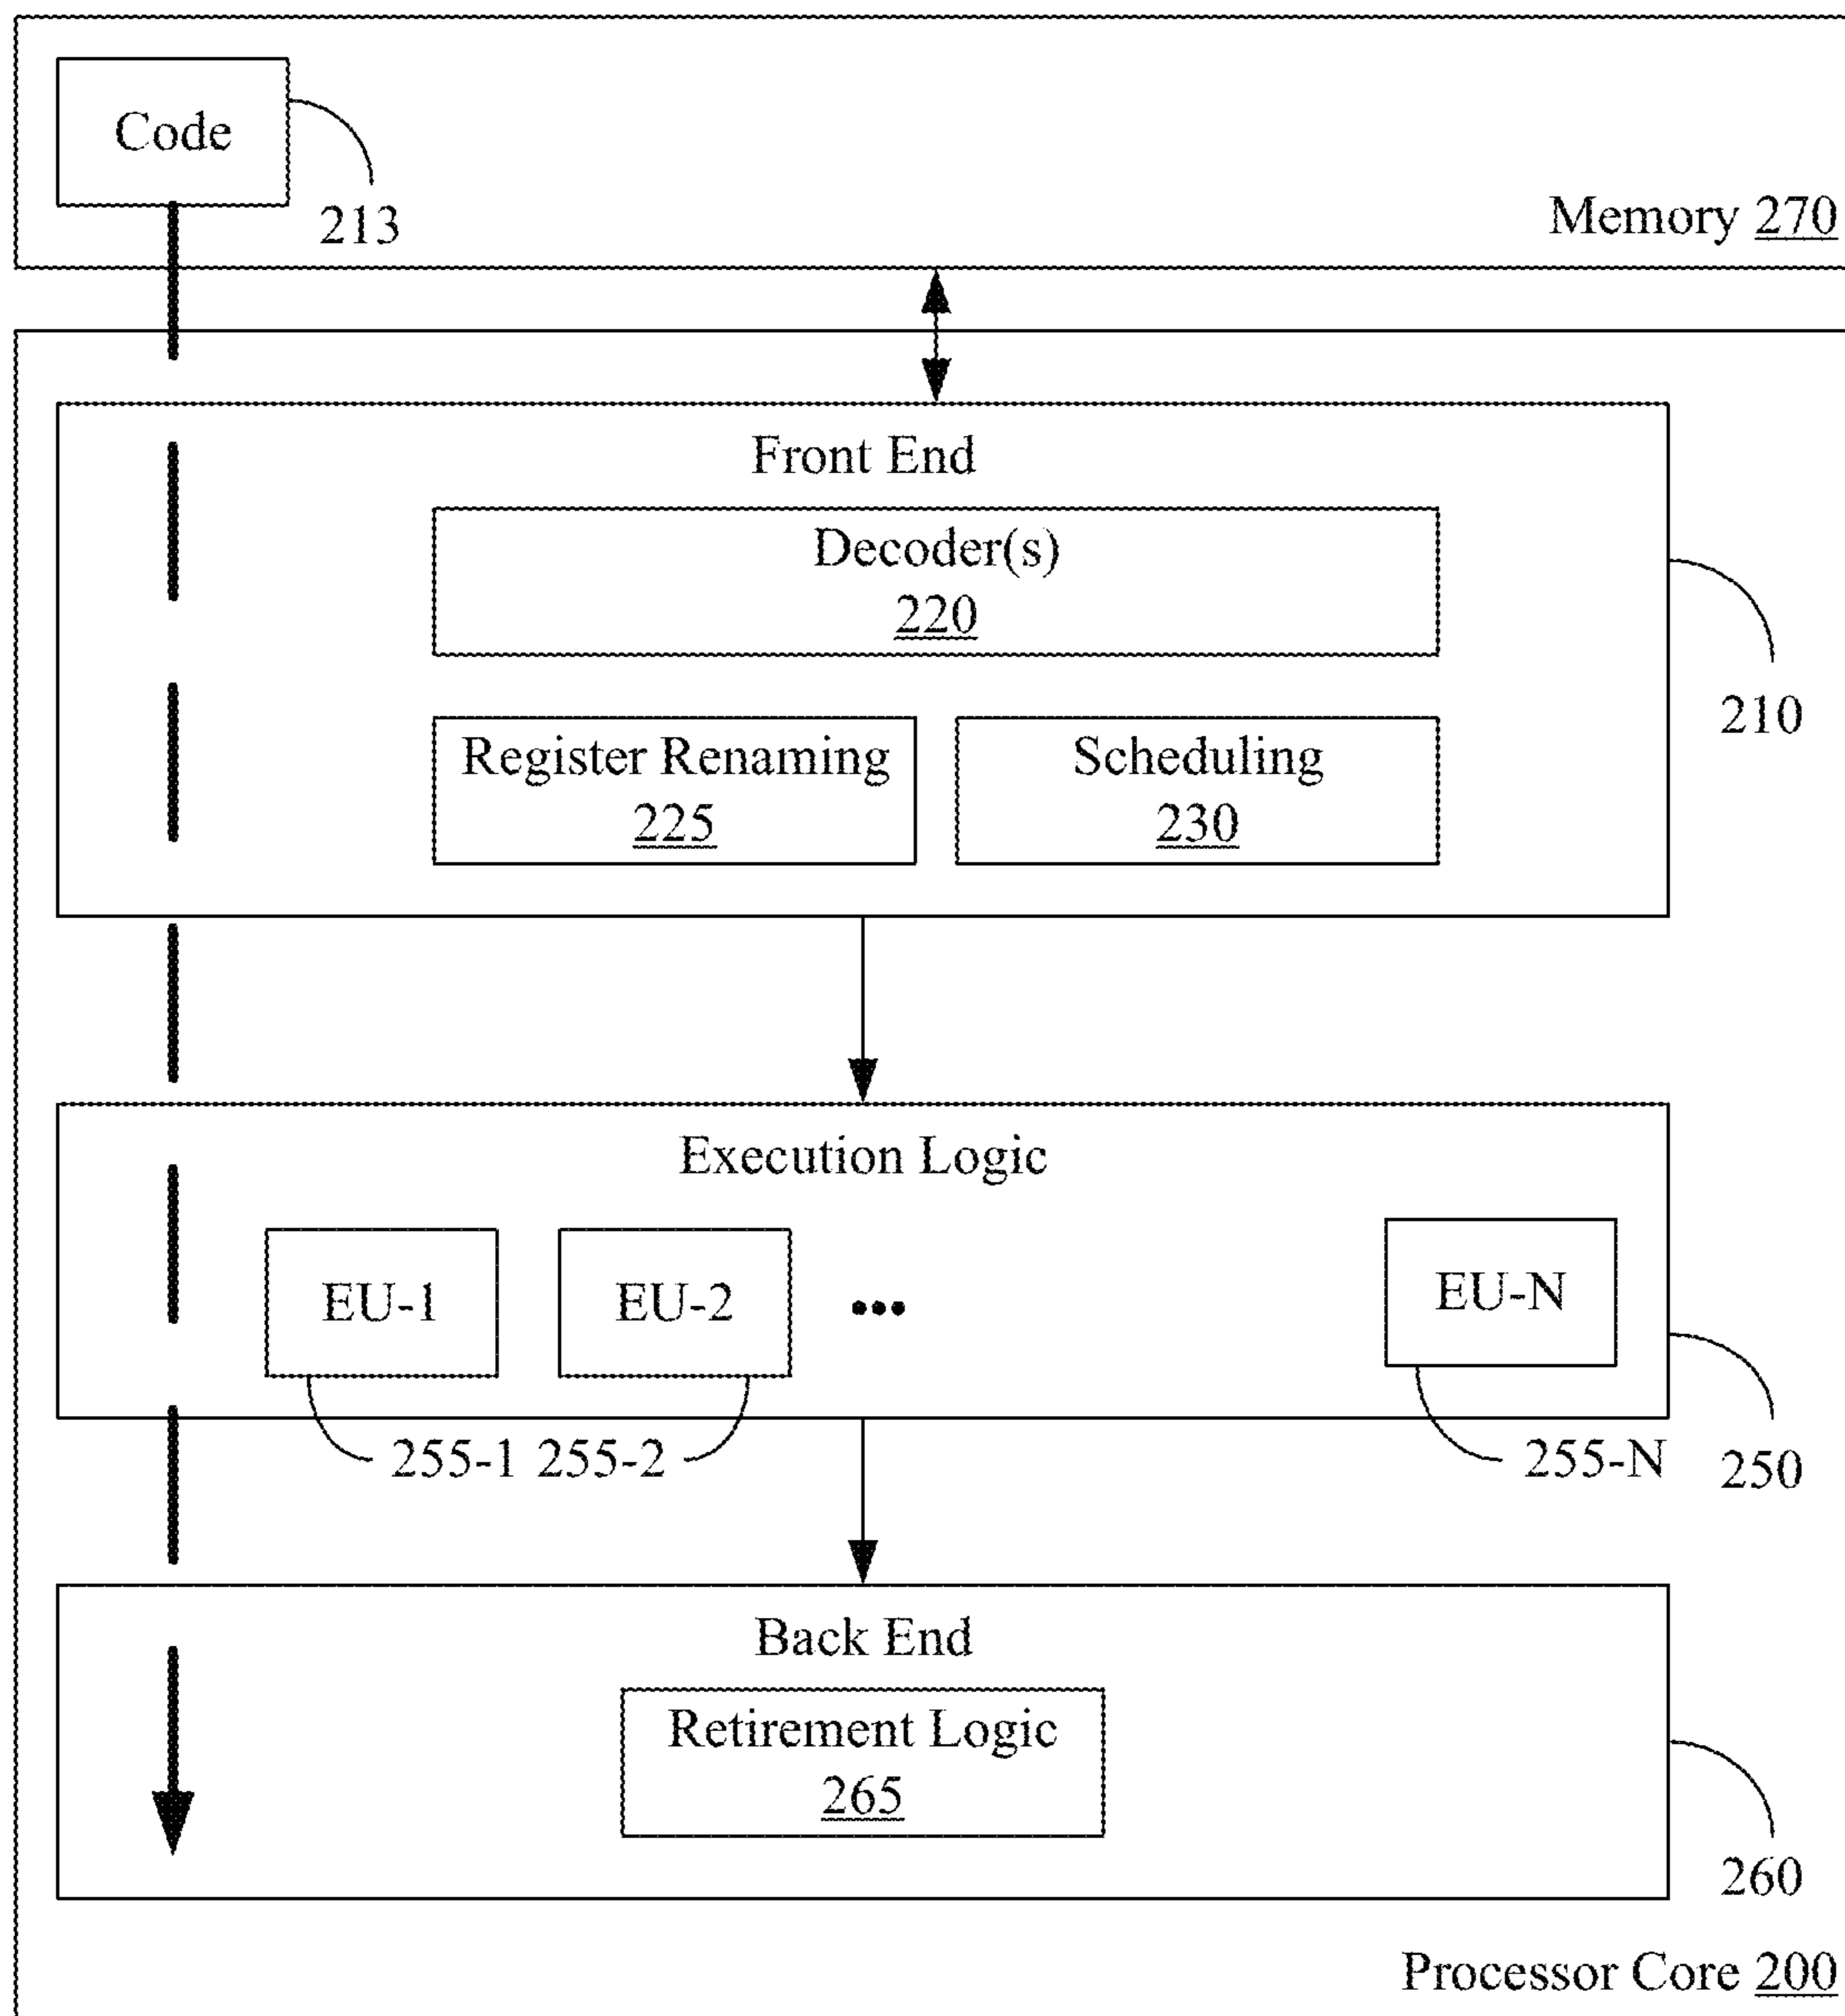 Code
213
Memory 270
Front End
Decoder(s)
220
210
Register Renaming
225
Scheduling
230
Execution Logic
EU-1
EU-2
•••
EU-N
255-1
255-2
255-N
250
Back End
Retirement Logic
265
260
Processor Core 200